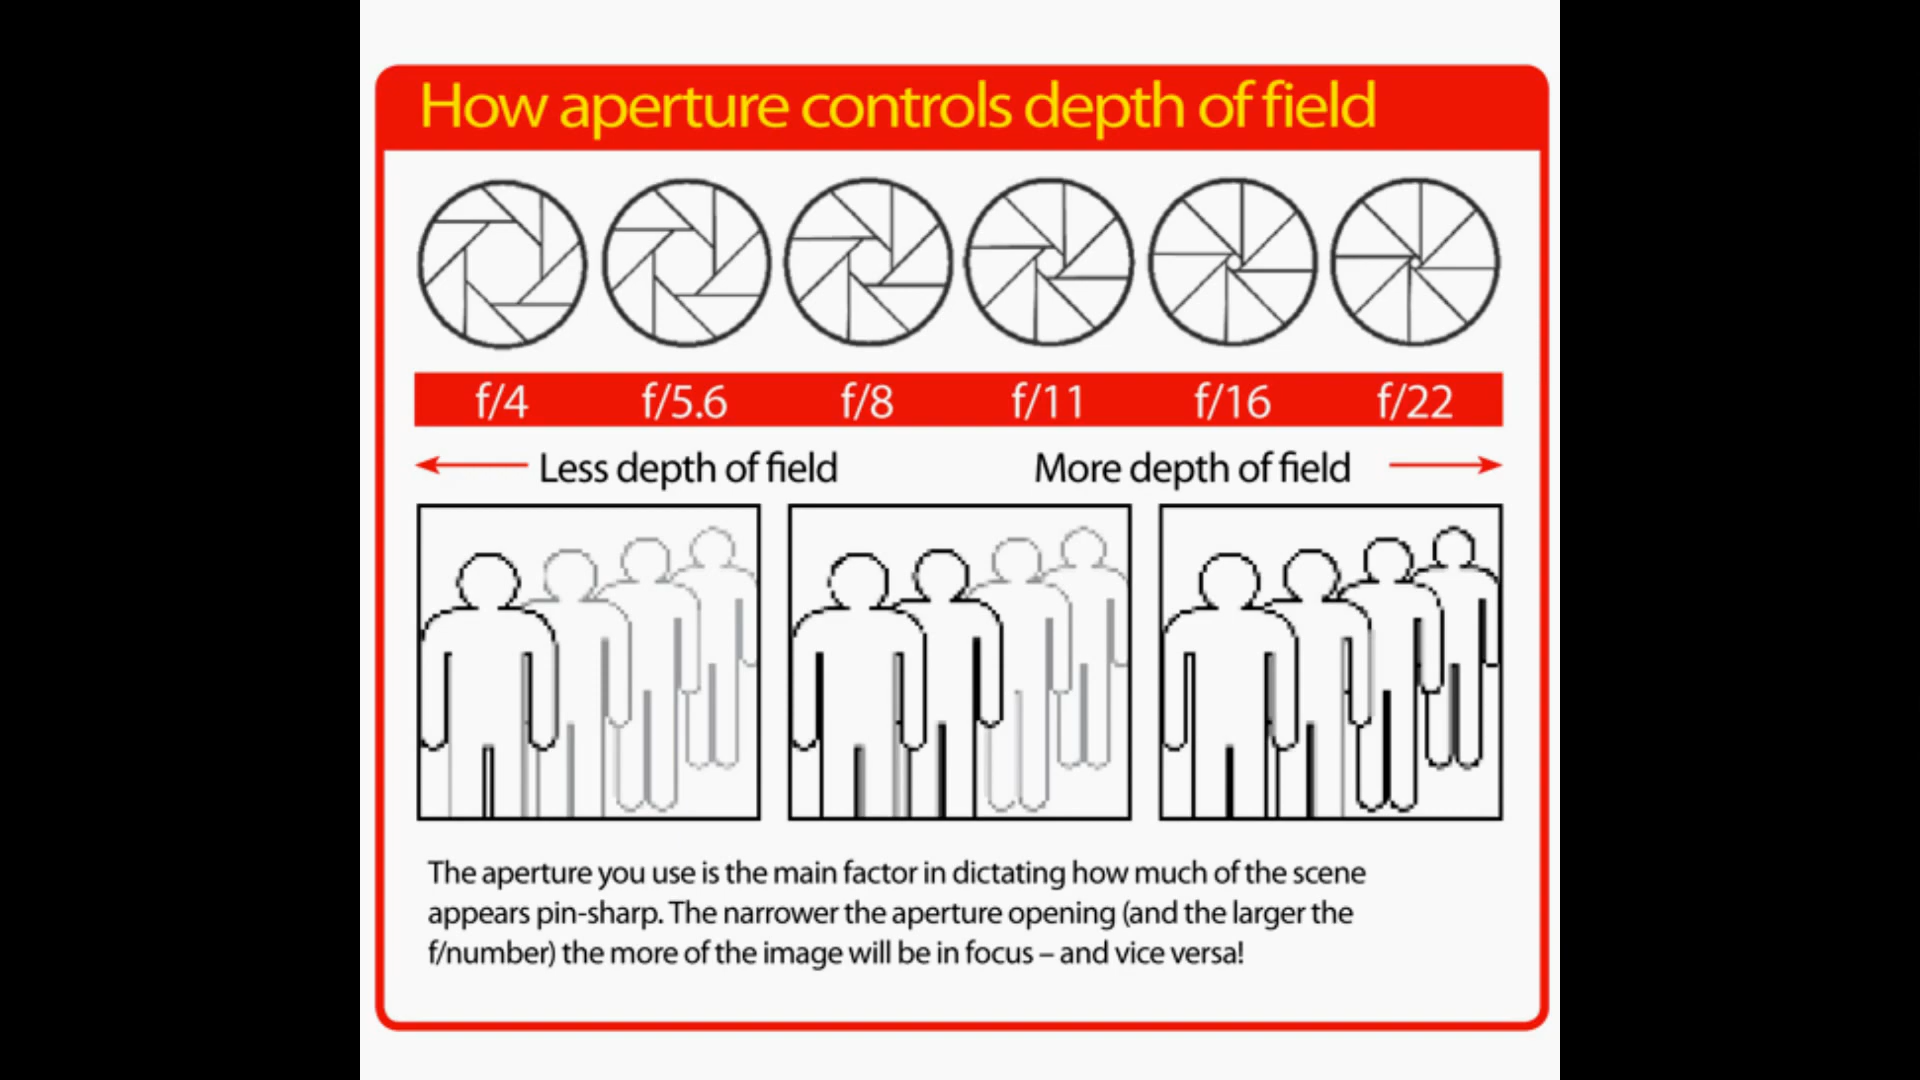 How aperture controls depth of field
f/4 f/5.6 f/8 f/11 f/16 f/22
Less depth of field More depth of field
The aperture you use is the main factor in dictating how much of the scene
appears pin-sharp. The narrower the aperture opening (and the larger the
f/number) the more of the image will be in focus – and vice versa!